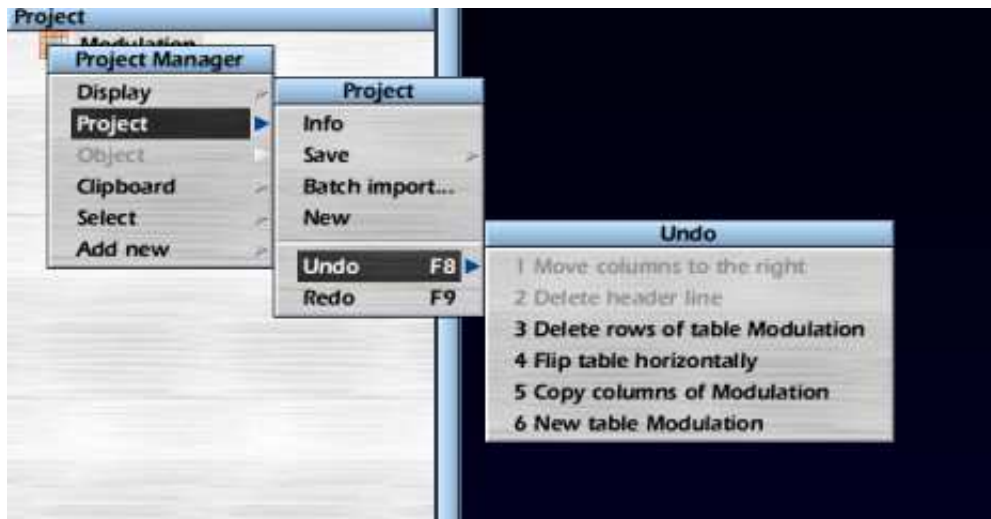 Project
Modulation
Project Manager
Display
Project
Object
Clipboard
Select
Add new
Project
Info
Save
Batch import...
New
Undo F8
Redo F9
Undo
1 Move columns to the right
2 Delete header line
3 Delete rows of table Modulation
4 Flip table horizontally
5 Copy columns of Modulation
6 New table Modulation